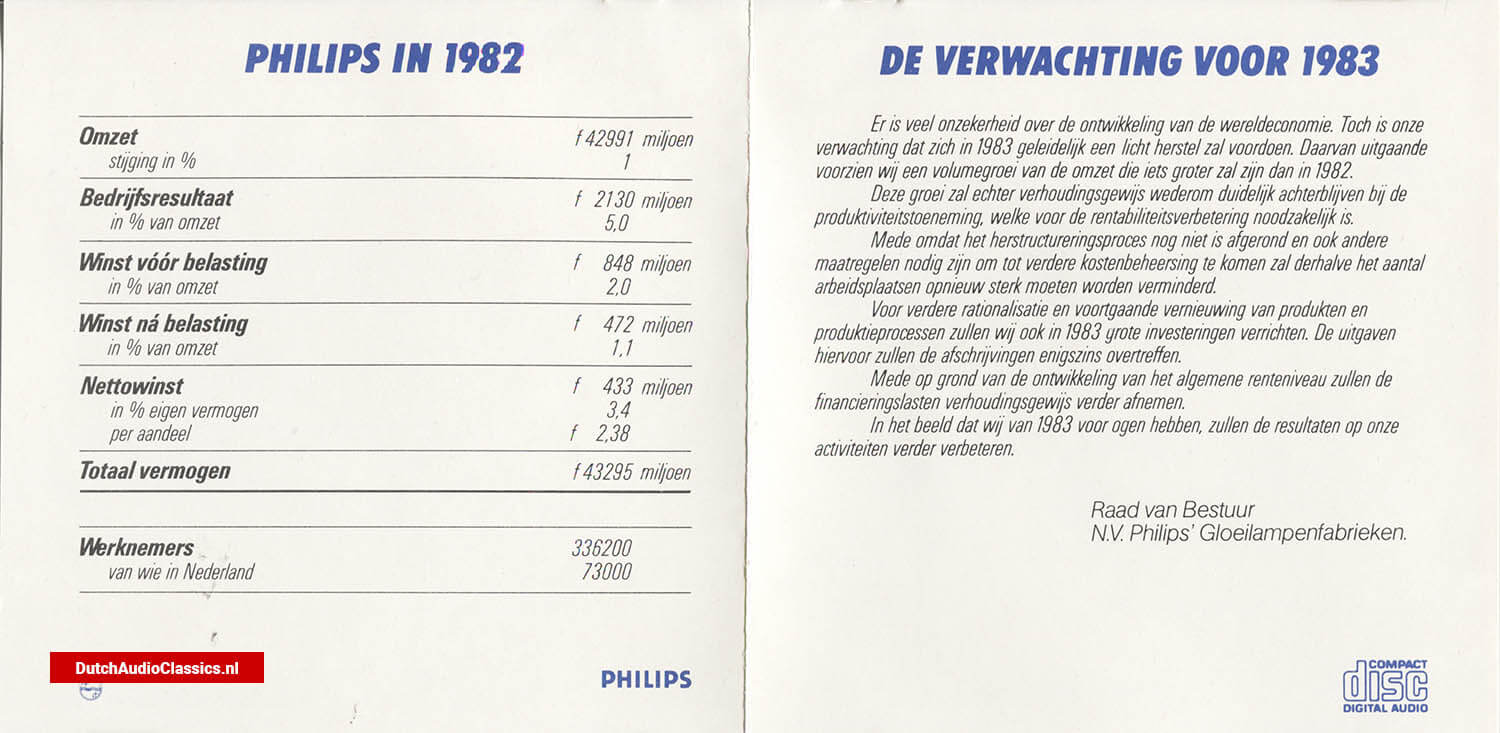 PHILIPS IN 1982
Omzet f 42991 miljoen
stijging in % 1
Bedrijfsresultaat f 2130 miljoen
in % van omzet 5,0
Winst vóór belasting f 848 miljoen
in % van omzet 2,0
Winst ná belasting f 472 miljoen
in % van omzet 1,1
Nettowinst f 433 miljoen
in % eigen vermogen 3,4
per aandeel f 2,38
Totaal vermogen f 43295 miljoen
Werknemers 336200
van wie in Nederland 73000
DutchAudioClassics.nl
PHILIPS
DE VERWACHTING VOOR 1983
Er is veel onzekerheid over de ontwikkeling van de wereldeconomie. Toch is onze
verwachting dat zich in 1983 geleidelijk een licht herstel zal voordoen. Daarvan uitgaande
voorzien wij een volumegroei van de omzet die iets groter zal zijn dan in 1982.
Deze groei zal echter verhoudingsgewijs wederom duidelijk achterblijven bij de
produktiviteitstoeneming, welke voor de rentabiliteitsverbetering noodzakelijk is.
Mede omdat het herstructureringsproces nog niet is afgerond en ook andere
maatregelen nodig zijn om tot verdere kostenbeheersing te komen zal derhalve het aantal
arbeidsplaatsen opnieuw sterk moeten worden verminderd.
Voor verdere rationalisatie en voortgaande vernieuwing van produkten en
produktieprocessen zullen wij ook in 1983 grote investeringen verrichten. De uitgaven
hiervoor zullen de afschrijvingen enigszins overtreffen.
Mede op grond van de ontwikkeling van het algemene renteniveau zullen de
financieringslasten verhoudingsgewijs verder afnemen.
In het beeld dat wij van 1983 voor ogen hebben, zullen de resultaten op onze
activiteiten verder verbeteren.
Raad van Bestuur
N.V. Philips' Gloeilampenfabrieken.
COMPACT
disc
DIGITAL AUDIO